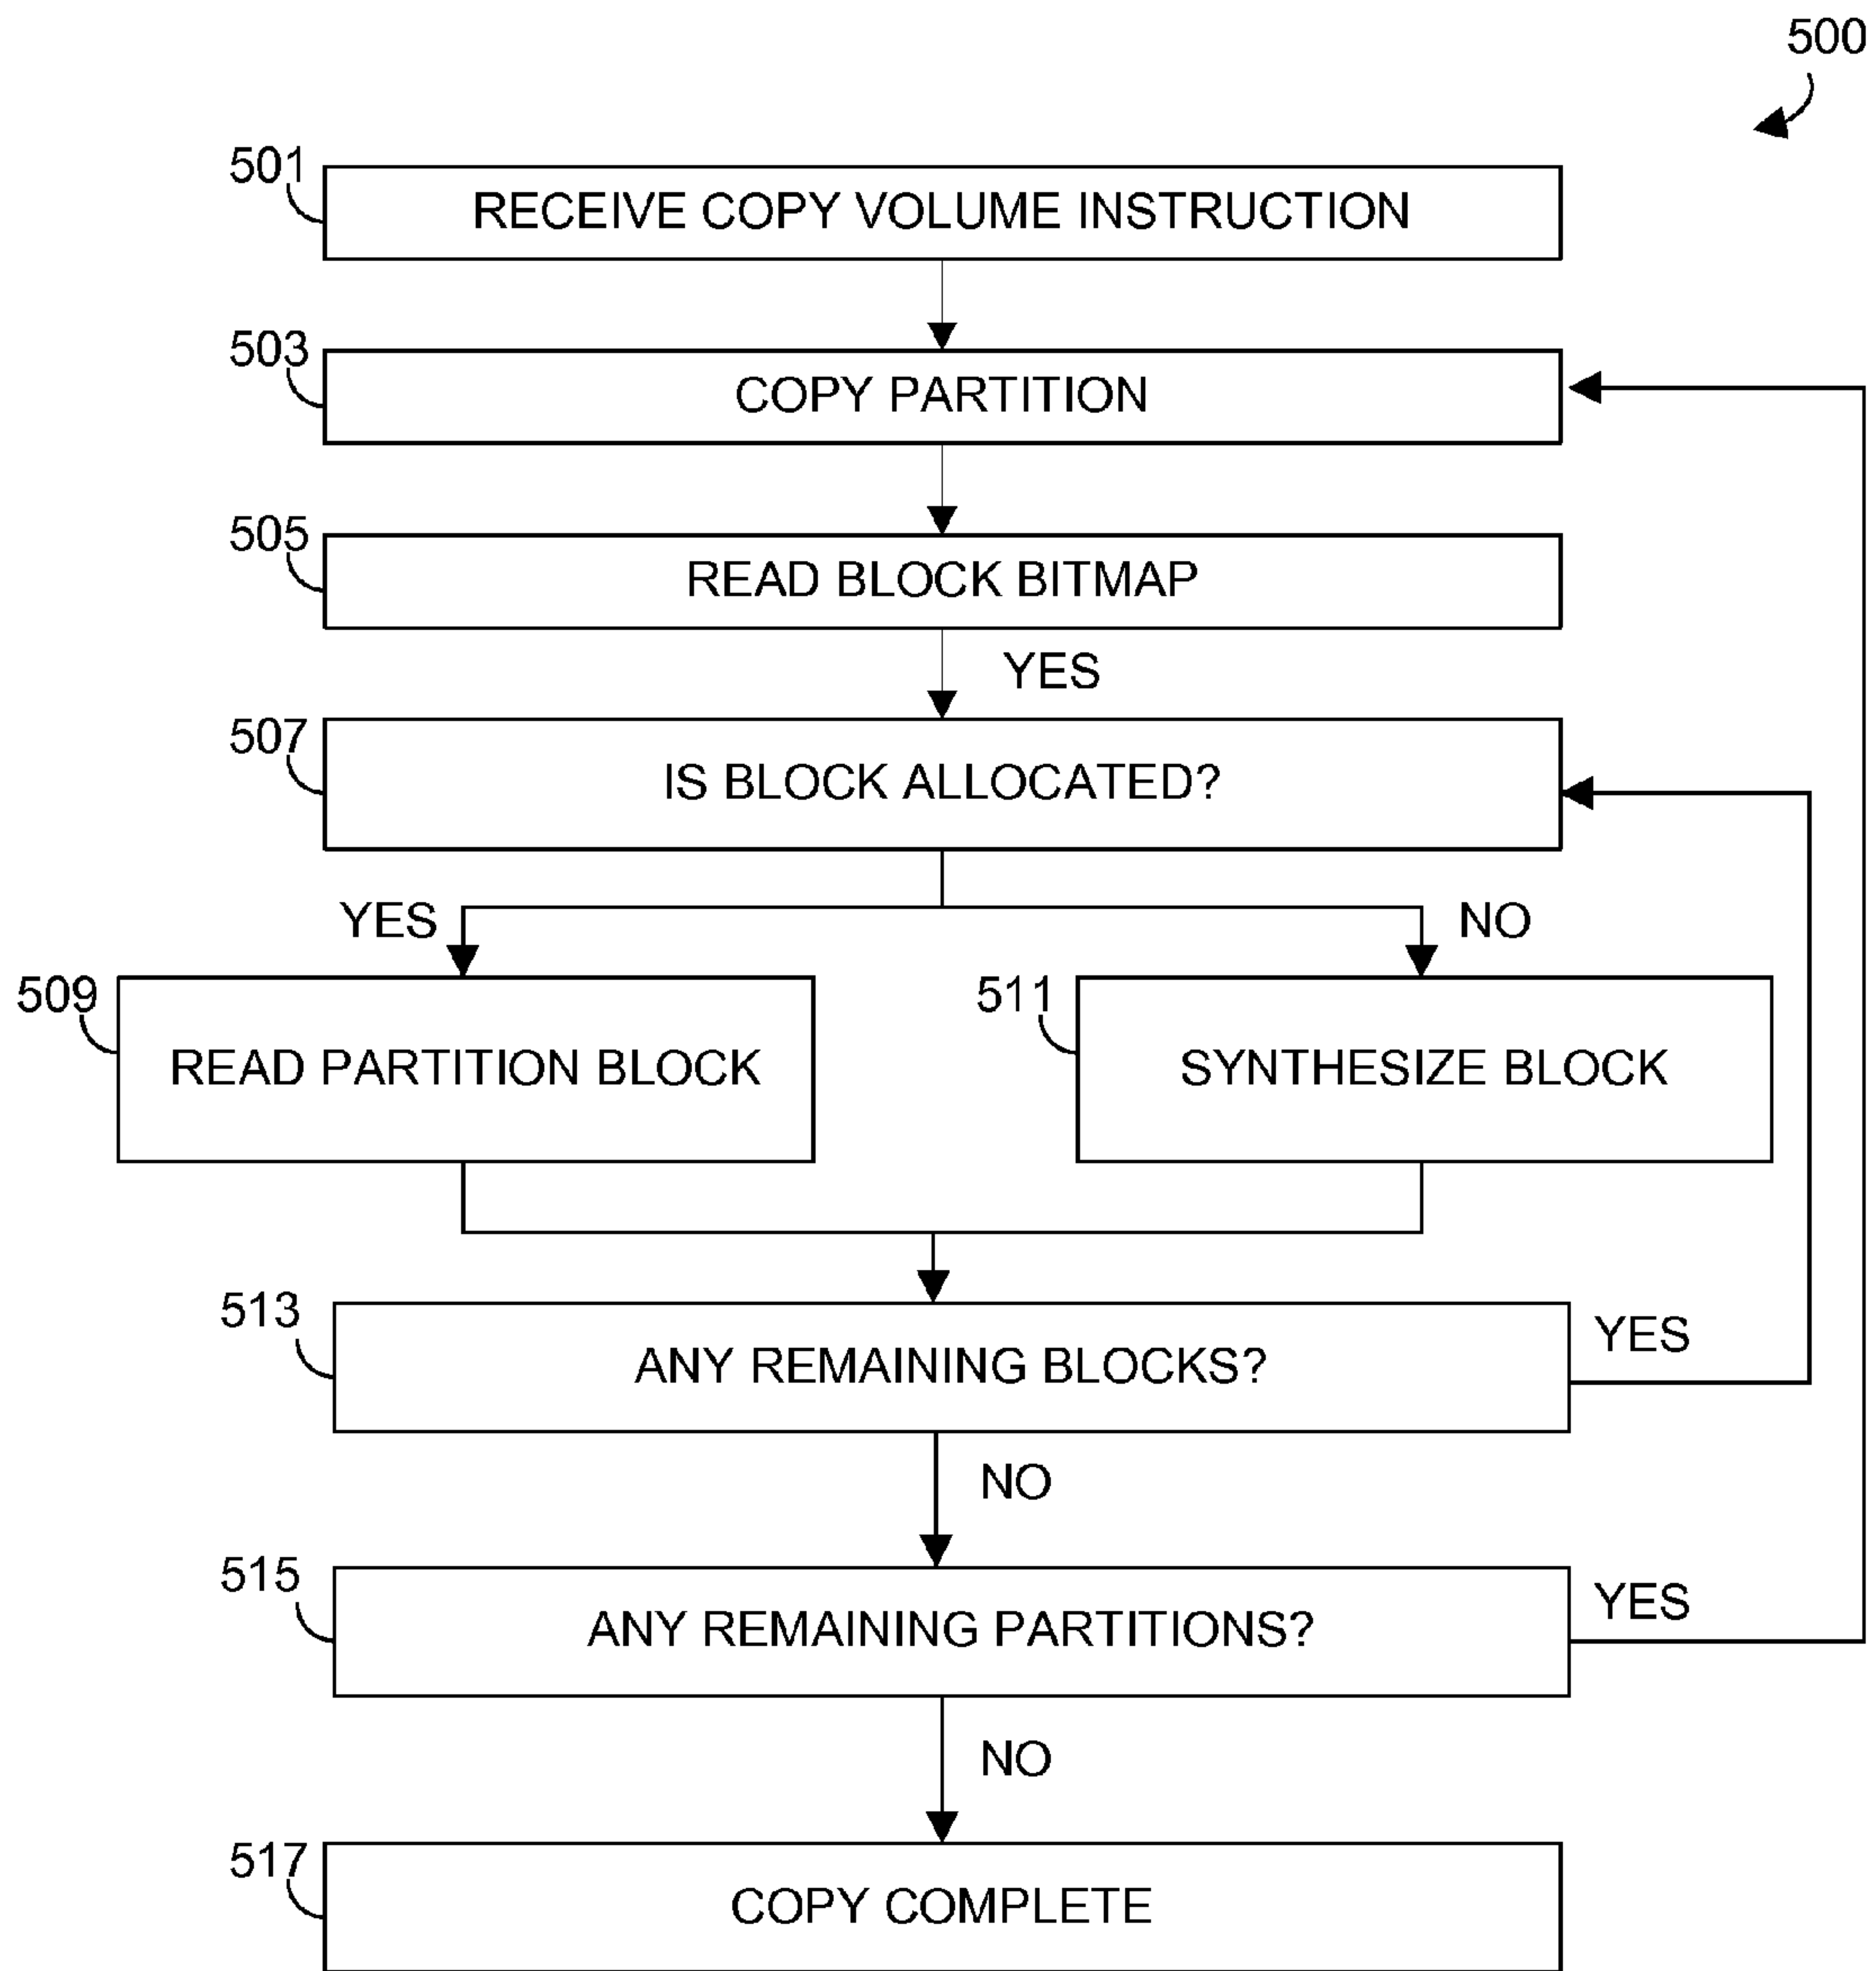 500
501
RECEIVE COPY VOLUME INSTRUCTION
503
COPY PARTITION
505
READ BLOCK BITMAP
YES
507
IS BLOCK ALLOCATED?
YES
NO
509
READ PARTITION BLOCK
511
SYNTHESIZE BLOCK
513
ANY REMAINING BLOCKS?
YES
NO
515
ANY REMAINING PARTITIONS?
YES
NO
517
COPY COMPLETE